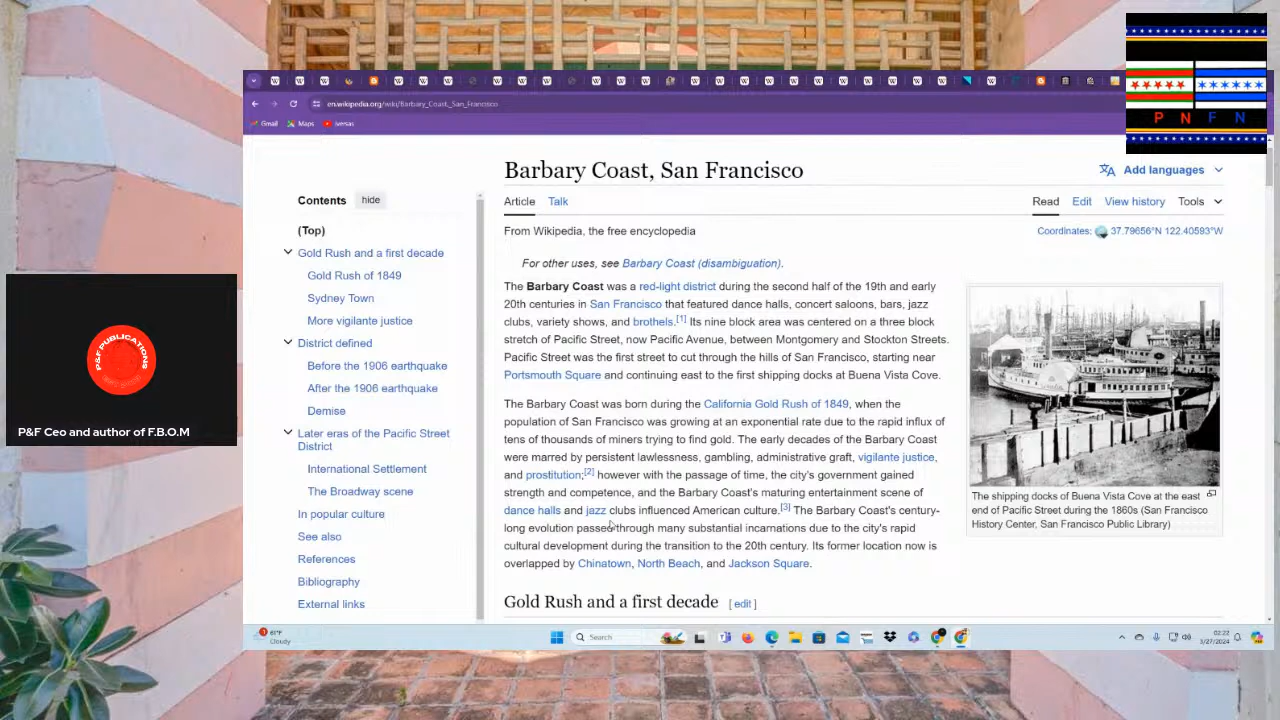 P N F N
en.wikipedia.org/wiki/Barbary_Coast,_San_Francisco
Gmail Maps iversas
Barbary Coast, San Francisco
Add languages
Contents hide
Article Talk Read Edit View history Tools
(Top)
From Wikipedia, the free encyclopedia
Coordinates: 37.79656°N 122.40593°W
Gold Rush and a first decade
Gold Rush of 1849
Sydney Town
More vigilante justice
District defined
Before the 1906 earthquake
After the 1906 earthquake
Demise
Later eras of the Pacific Street
District
International Settlement
The Broadway scene
In popular culture
See also
References
Bibliography
External links
For other uses, see Barbary Coast (disambiguation).
The Barbary Coast was a red-light district during the second half of the 19th and early
20th centuries in San Francisco that featured dance halls, concert saloons, bars, jazz
clubs, variety shows, and brothels.[1] Its nine block area was centered on a three block
stretch of Pacific Street, now Pacific Avenue, between Montgomery and Stockton Streets.
Pacific Street was the first street to cut through the hills of San Francisco, starting near
Portsmouth Square and continuing east to the first shipping docks at Buena Vista Cove.
The Barbary Coast was born during the California Gold Rush of 1849, when the
population of San Francisco was growing at an exponential rate due to the rapid influx of
tens of thousands of miners trying to find gold. The early decades of the Barbary Coast
were marred by persistent lawlessness, gambling, administrative graft, vigilante justice,
and prostitution;[2] however with the passage of time, the city's government gained
strength and competence, and the Barbary Coast's maturing entertainment scene of
dance halls and jazz clubs influenced American culture.[3] The Barbary Coast's century-
long evolution passed through many substantial incarnations due to the city's rapid
cultural development during the transition to the 20th century. Its former location now is
overlapped by Chinatown, North Beach, and Jackson Square.
Gold Rush and a first decade [ edit ]
The shipping docks of Buena Vista Cove at the east
end of Pacific Street during the 1860s (San Francisco
History Center, San Francisco Public Library)
P&F PUBLICATIONS
P&F Ceo and author of F.B.O.M
61°F
Cloudy
Search
02:22
3/27/2024